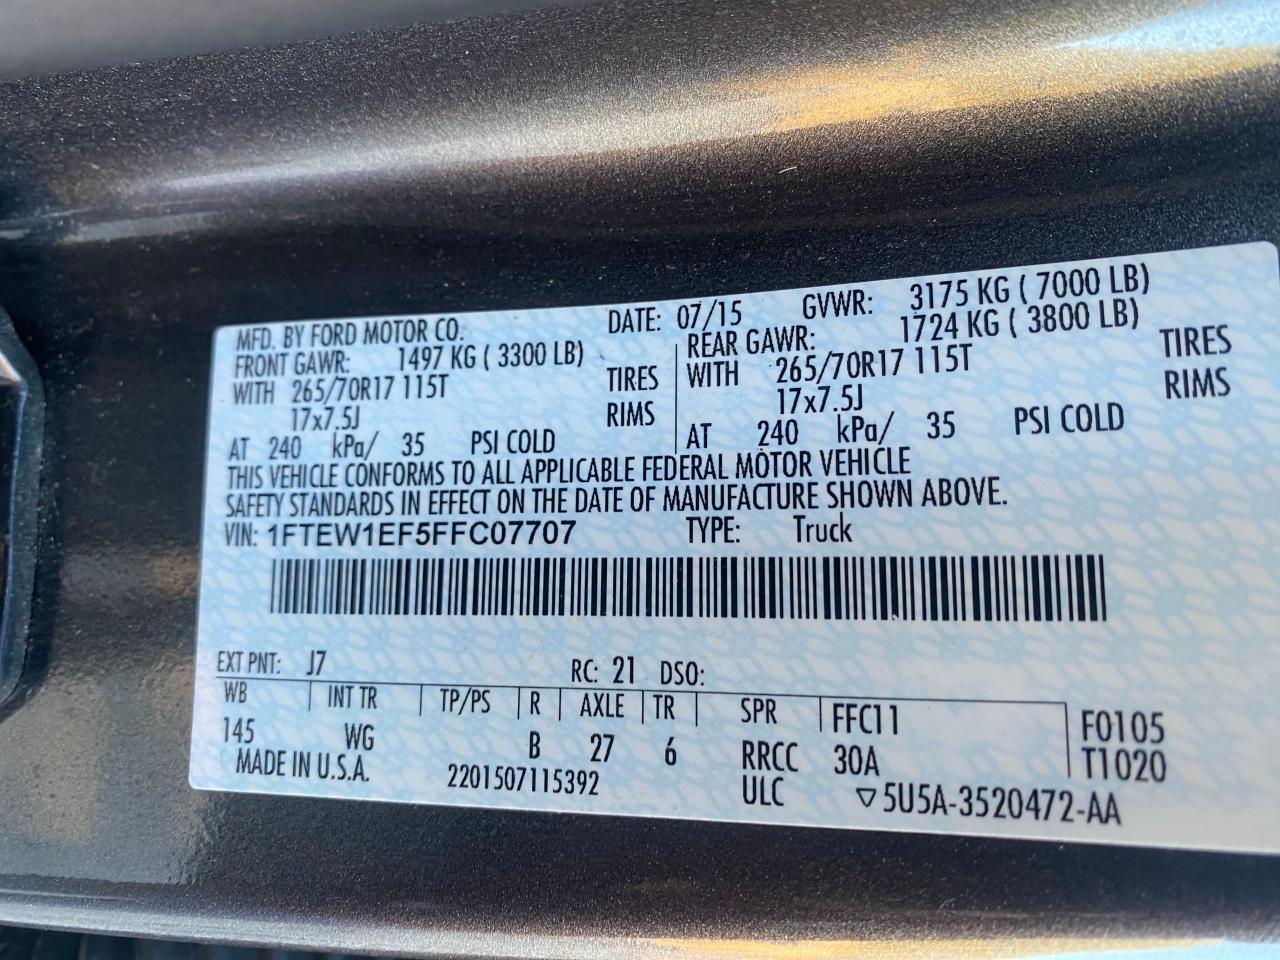 MFD. BY FORD MOTOR CO. DATE: 07/15 GVWR: 3175 KG ( 7000 LB)
FRONT GAWR: 1497 KG ( 3300 LB) REAR GAWR: 1724 KG ( 3800 LB)
WITH 265/70R17 115T TIRES WITH 265/70R17 115T TIRES
17x7.5J RIMS 17x7.5J RIMS
AT 240 kPa/ 35 PSI COLD AT 240 kPa/ 35 PSI COLD
THIS VEHICLE CONFORMS TO ALL APPLICABLE FEDERAL MOTOR VEHICLE
SAFETY STANDARDS IN EFFECT ON THE DATE OF MANUFACTURE SHOWN ABOVE.
VIN: 1FTEW1EF5FFC07707 TYPE: Truck
EXT PNT: J7 RC: 21 DSO:
WB INT TR TP/PS R AXLE TR SPR FFC11 F0105
145 WG B 27 6 RRCC 30A T1020
MADE IN U.S.A. 2201507115392 ULC ▽5U5A-3520472-AA